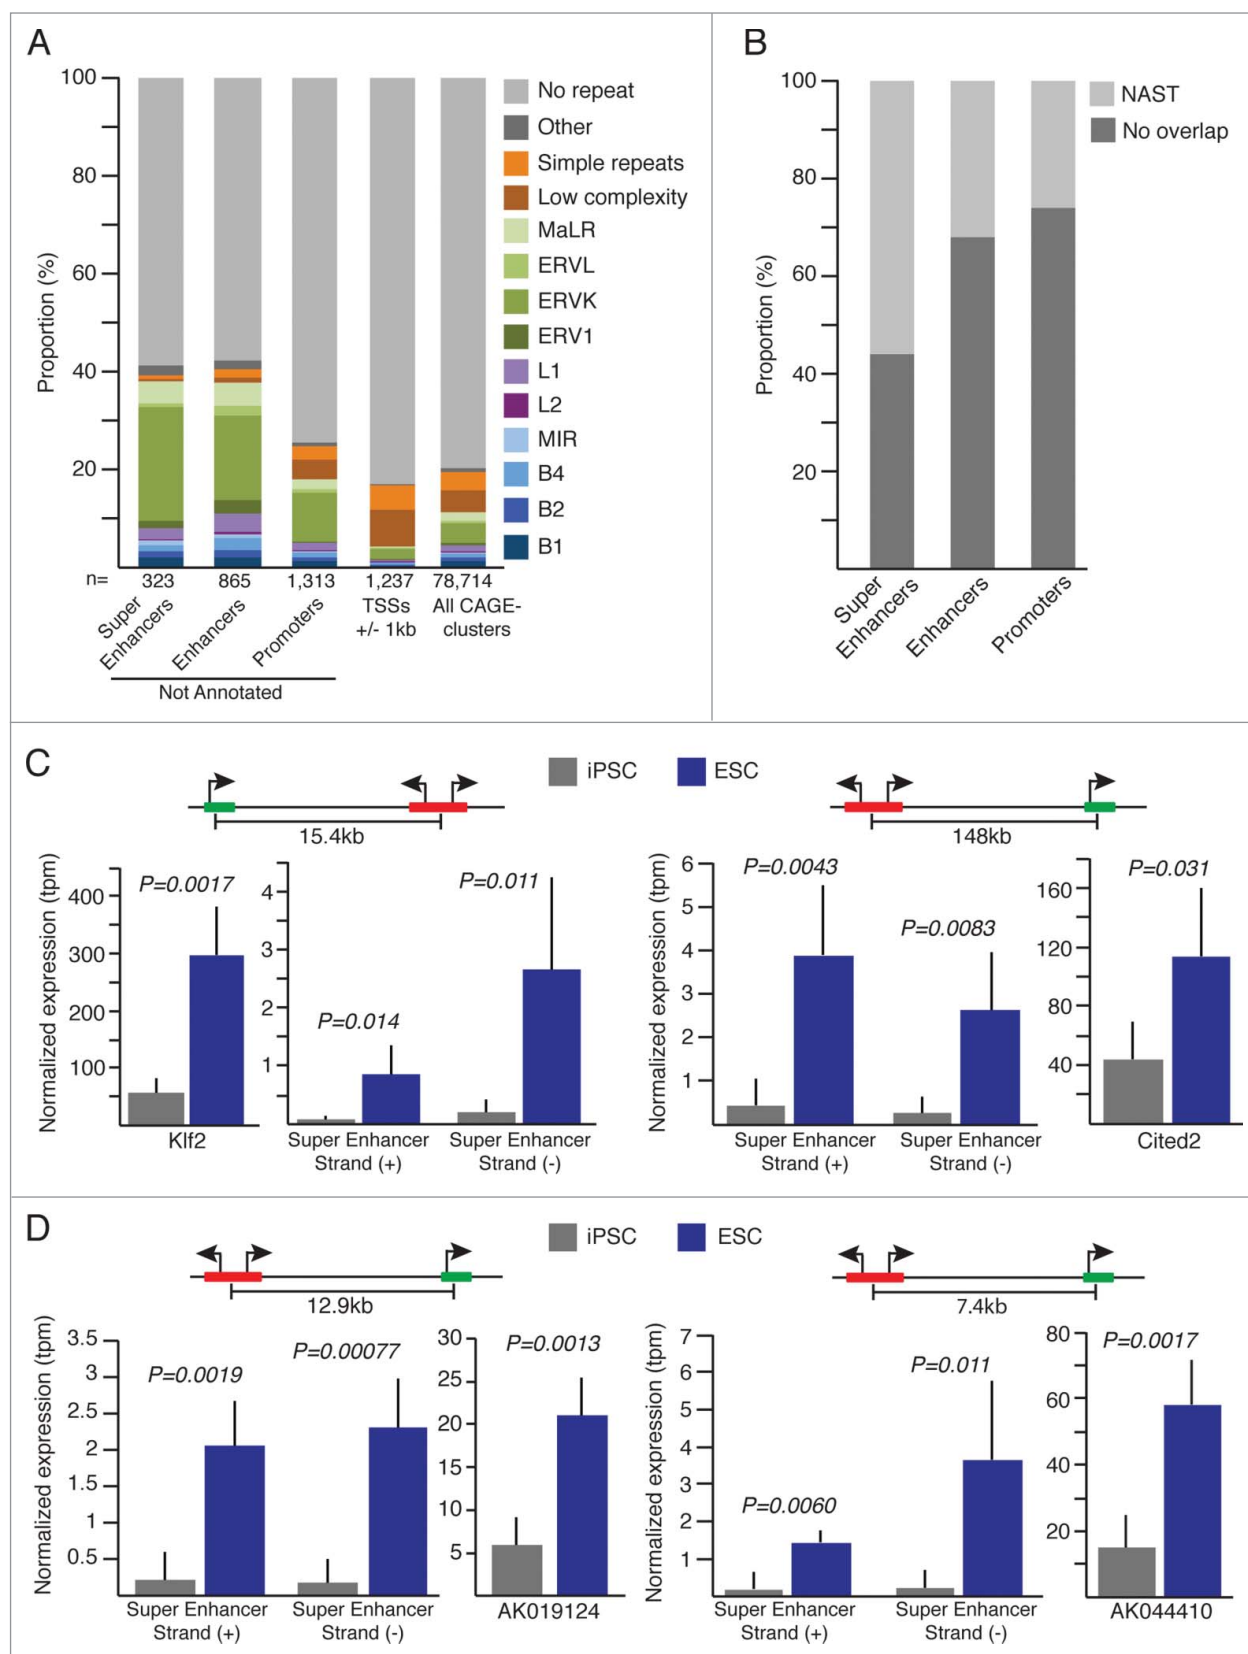 A
100
80
60
40
20
Proportion (%)
No repeat
Other
Simple repeats
Low complexity
MaLR
ERVL
ERVK
ERV1
L1
L2
MIR
B4
B2
B1
n= 323 865 1,313 1,237 78,714
Super
Enhancers
Enhancers
Promoters
TSSs
+/- 1kb
All CAGE-
clusters
Not Annotated
B
100
80
60
40
20
Proportion (%)
NAST
No overlap
Super
Enhancers
Enhancers
Promoters
C
iPSC
ESC
15.4kb
Normalized expression (tpm)
400
300
200
100
P=0.0017
Klf2
4
3
2
1
P=0.014
P=0.011
Super Enhancer
Strand (+)
Super Enhancer
Strand (-)
148kb
Normalized expression (tpm)
6
5
4
3
2
1
P=0.0043
P=0.0083
Super Enhancer
Strand (+)
Super Enhancer
Strand (-)
160
120
80
40
P=0.031
Cited2
D
iPSC
ESC
12.9kb
Normalized expression (tpm)
3.5
3
2.5
2
1.5
1
0.5
P=0.0019
P=0.00077
Super Enhancer
Strand (+)
Super Enhancer
Strand (-)
30
25
20
15
10
5
P=0.0013
AK019124
7.4kb
Normalized expression (tpm)
7
6
5
4
3
2
1
P=0.0060
P=0.011
Super Enhancer
Strand (+)
Super Enhancer
Strand (-)
80
60
40
20
P=0.0017
AK044410